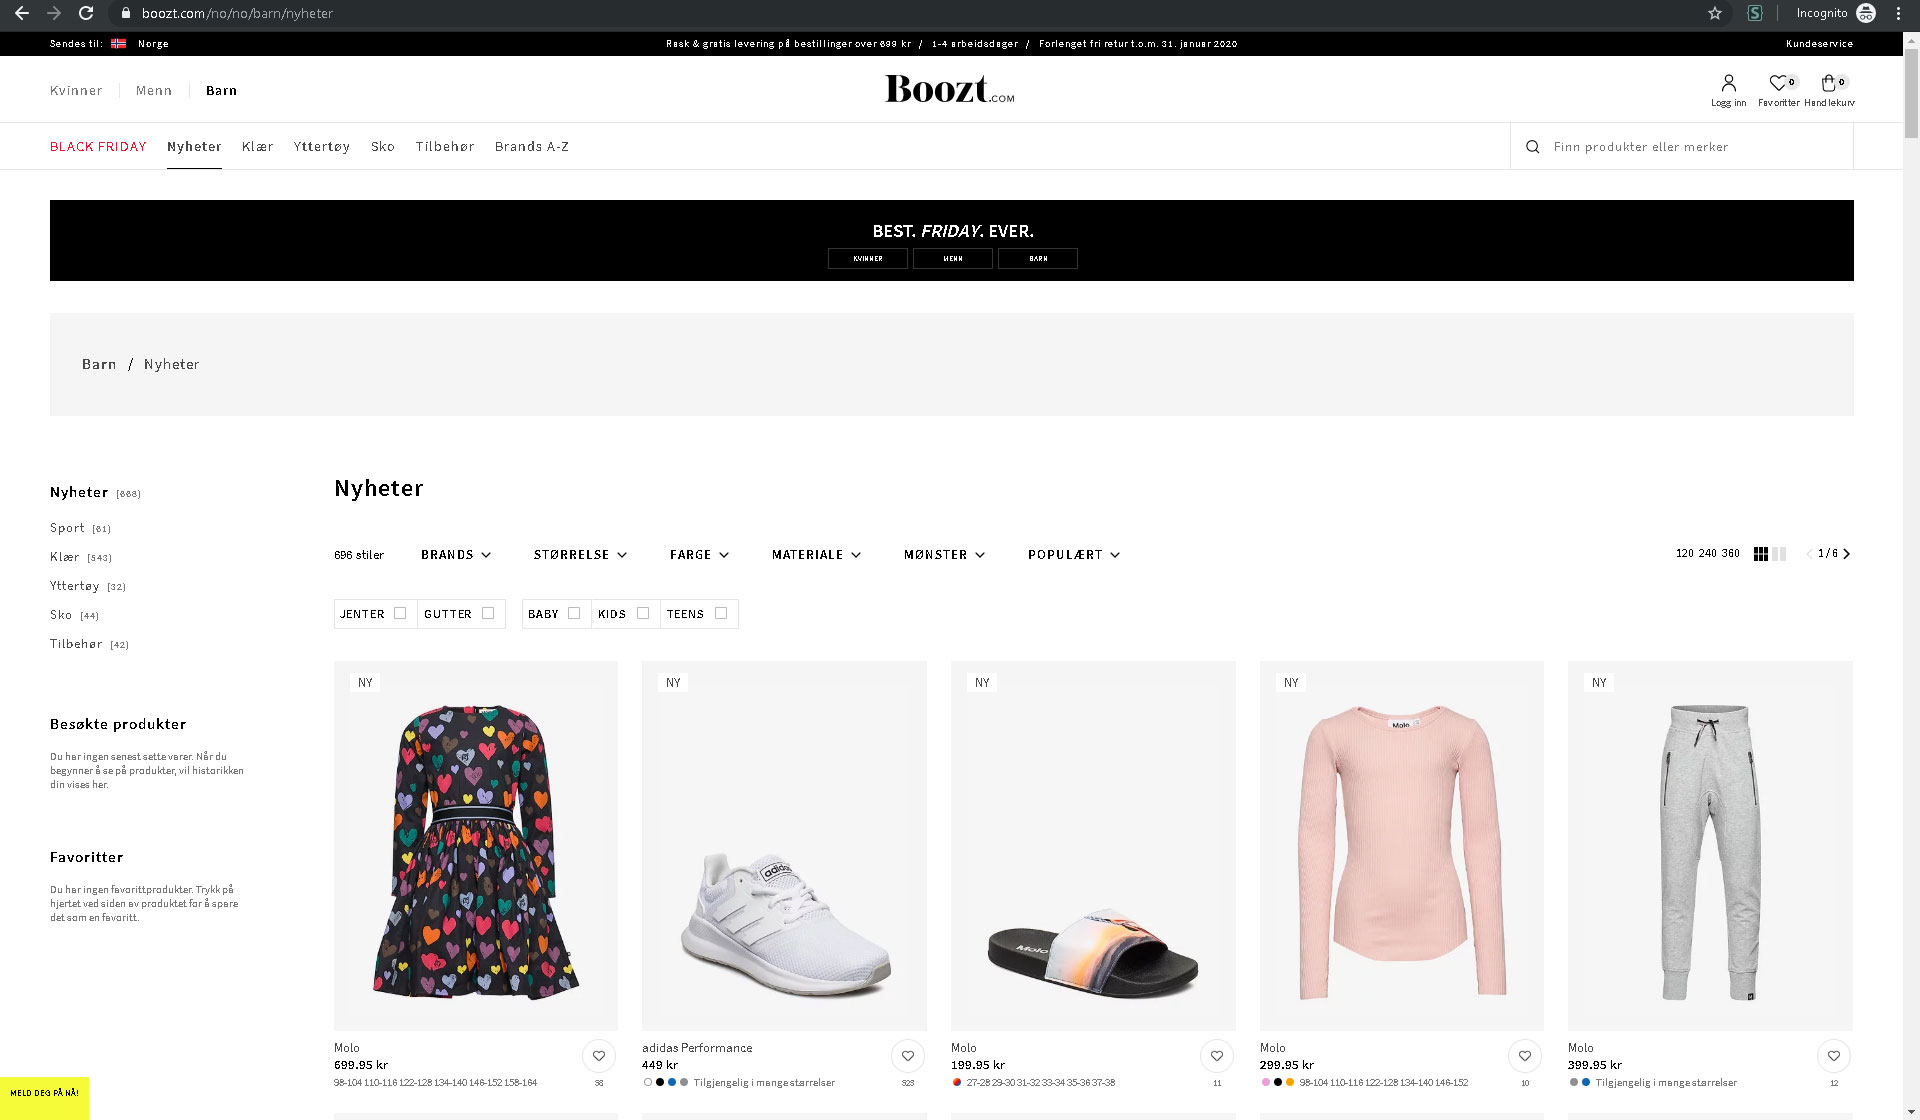 boozt.com/no/no/barn/nyheter
Incognito
Sendes til: Norge
Rask & gratis levering på bestillinger over 699 kr / 1-4 arbeidsdager / Forlenget fri retur t.o.m. 31. januar 2020
Kundeservice
Kvinner Menn Barn
Boozt.COM
0 0
Logg inn Favoritter Handlekurv
BLACK FRIDAY Nyheter Klær Yttertøy Sko Tilbehør Brands A-Z
Finn produkter eller merker
BEST. FRIDAY. EVER.
KVINNER MENN BARN
Barn / Nyheter
Nyheter
Nyheter (668)
Sport (61)
Klær (543)
Yttertøy (32)
Sko (44)
Tilbehør (42)
696 stiler BRANDS STØRRELSE FARGE MATERIALE MØNSTER POPULÆRT
120 240 360 1/6
JENTER GUTTER BABY KIDS TEENS
Besøkte produkter
Du har ingen senest sette varer. Når du
begynner å se på produkter, vil historikken
din vises her.
Favoritter
Du har ingen favorittprodukter. Trykk på
hjertet ved siden av produktet for å spare
det som en favoritt.
MELD DEG PÅ NÅ!
NY
Molo
699.95 kr
98-104 110-116 122-128 134-140 146-152 158-164
38
NY
adidas
adidas Performance
449 kr
Tilgjengelig i mange størrelser
323
NY
Molo
Molo
199.95 kr
27-28 29-30 31-32 33-34 35-36 37-38
11
NY
Molo
Molo
299.95 kr
98-104 110-116 122-128 134-140 146-152
10
NY
Molo
399.95 kr
Tilgjengelig i mange størrelser
12